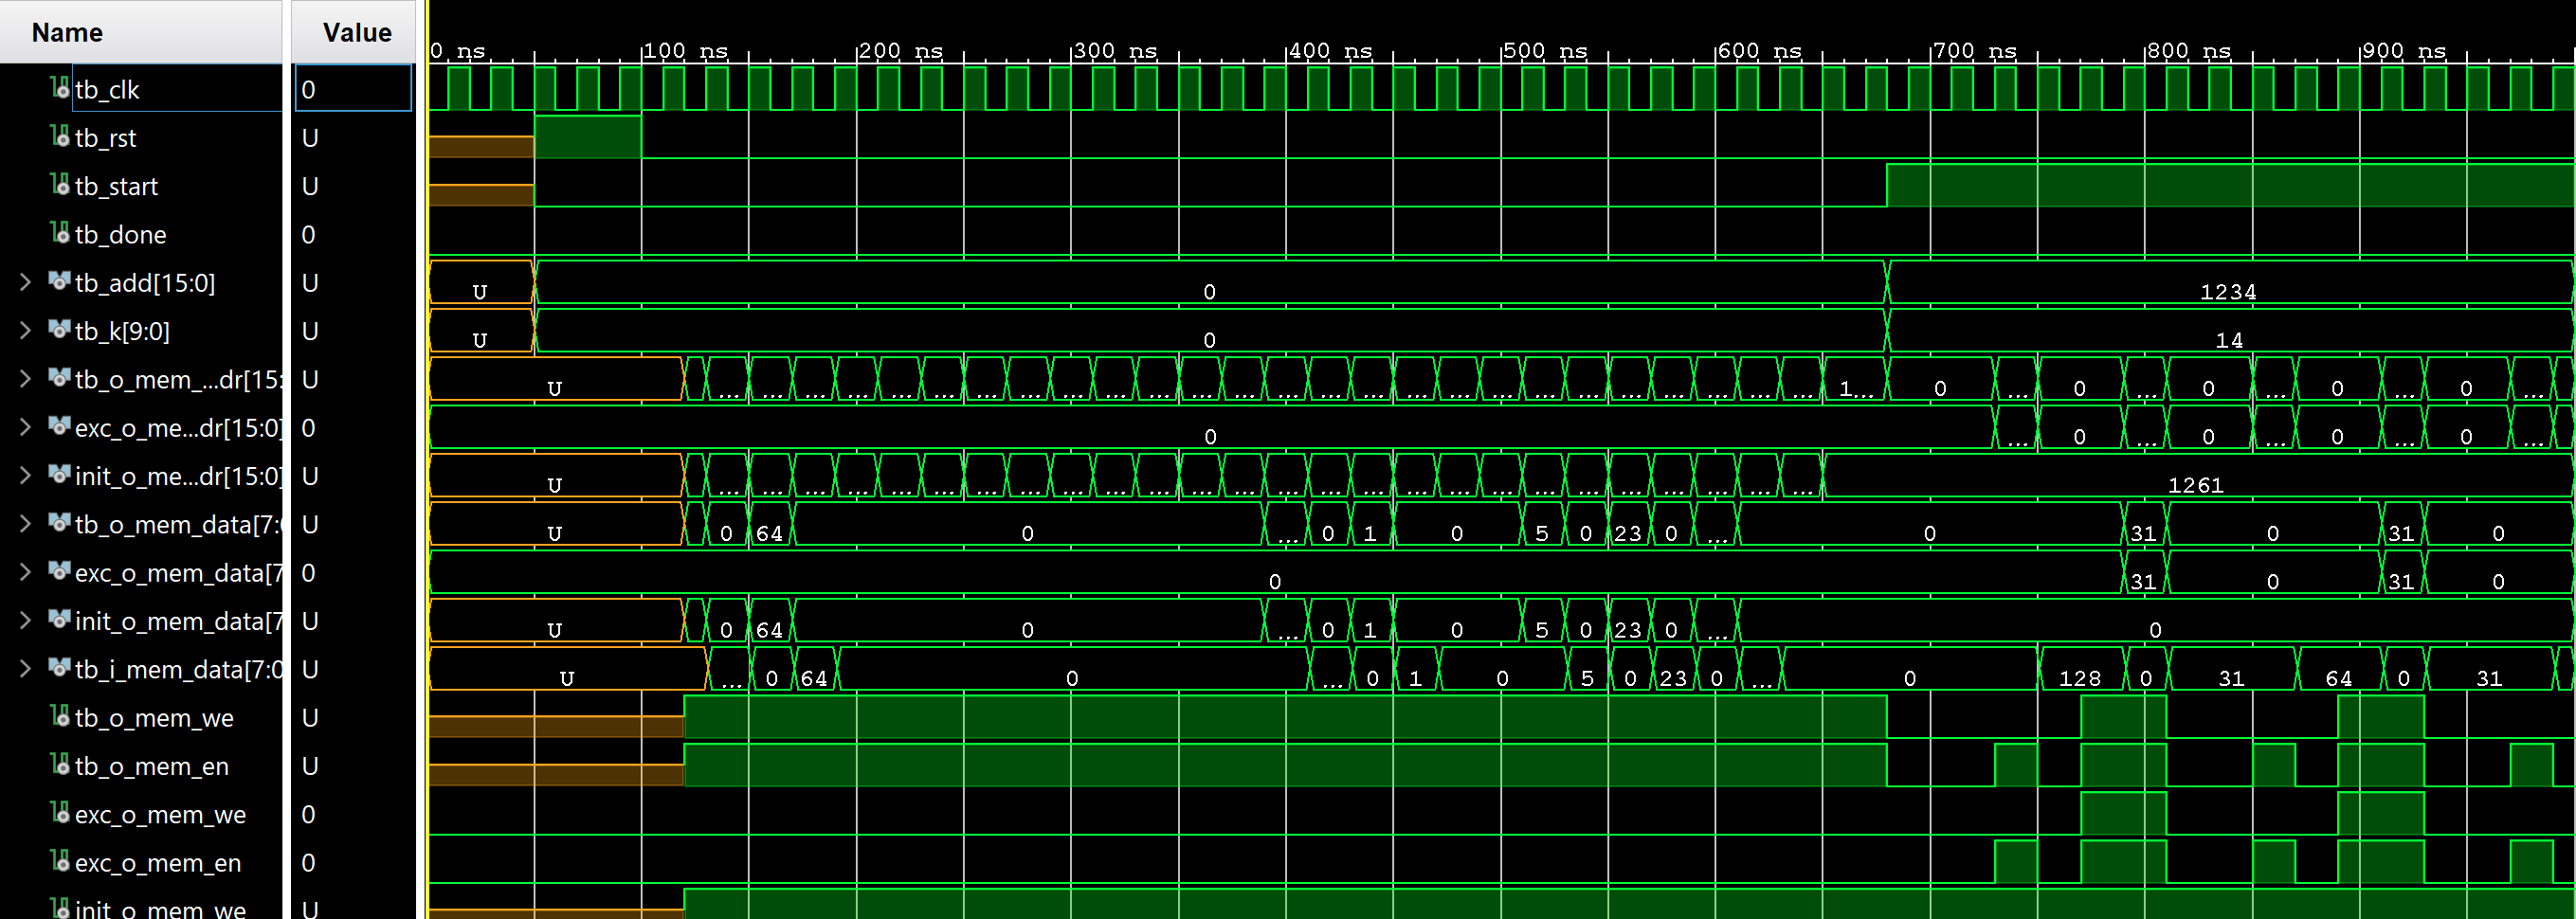 Name Value
0 ns 100 ns 200 ns 300 ns 400 ns 500 ns 600 ns 700 ns 800 ns 900 ns
tb_clk 0
tb_rst U
tb_start U
tb_done 0
tb_add[15:0] U U 0 1234
tb_k[9:0] U U 0 14
tb_o_mem_...dr[15: U U ... ... ... ... ... ... ... ... ... ... ... ... ... ... ... ... ... ... ... ... ... ... ... ... ... ... 1... 0 ... 0 ... 0 ... 0 ... 0 ...
exc_o_me...dr[15:0] 0 0 ... 0 ... 0 ... 0 ... 0 ...
init_o_me...dr[15:0] U U ... ... ... ... ... ... ... ... ... ... ... ... ... ... ... ... ... ... ... ... ... ... ... ... ... ... 1261
tb_o_mem_data[7:0 U U 0 64 0 ... 0 1 0 5 0 23 0 ... 0 31 0 31 0
exc_o_mem_data[7 0 0 31 0 31 0
init_o_mem_data[7 U U 0 64 0 ... 0 1 0 5 0 23 0 ... 0
tb_i_mem_data[7:0 U U ... 0 64 0 ... 0 1 0 5 0 23 0 ... 0 128 0 31 64 0 31
tb_o_mem_we U
tb_o_mem_en U
exc_o_mem_we 0
exc_o_mem_en 0
init_o_mem_we U